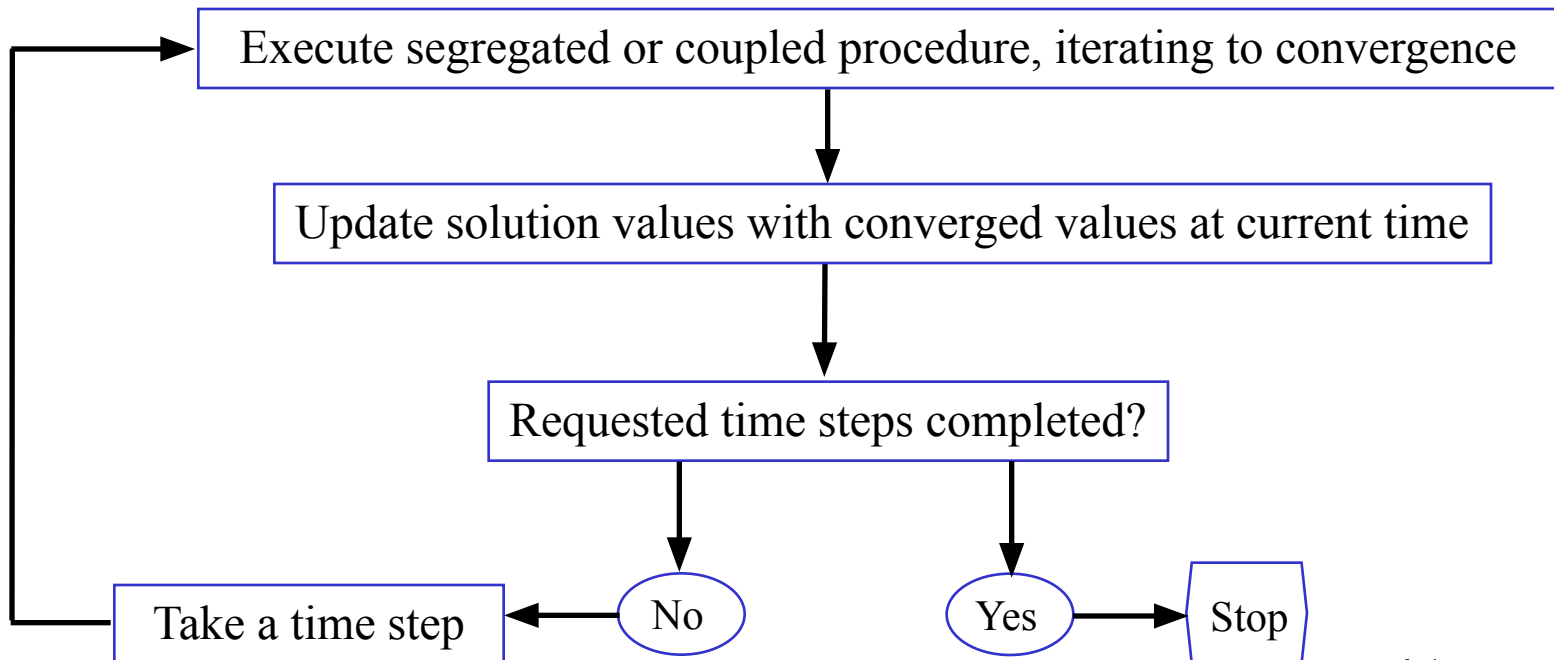 Execute segregated or coupled procedure, iterating to convergence
Update solution values with converged values at current time
Requested time steps completed?
No
Yes
Take a time step
Stop